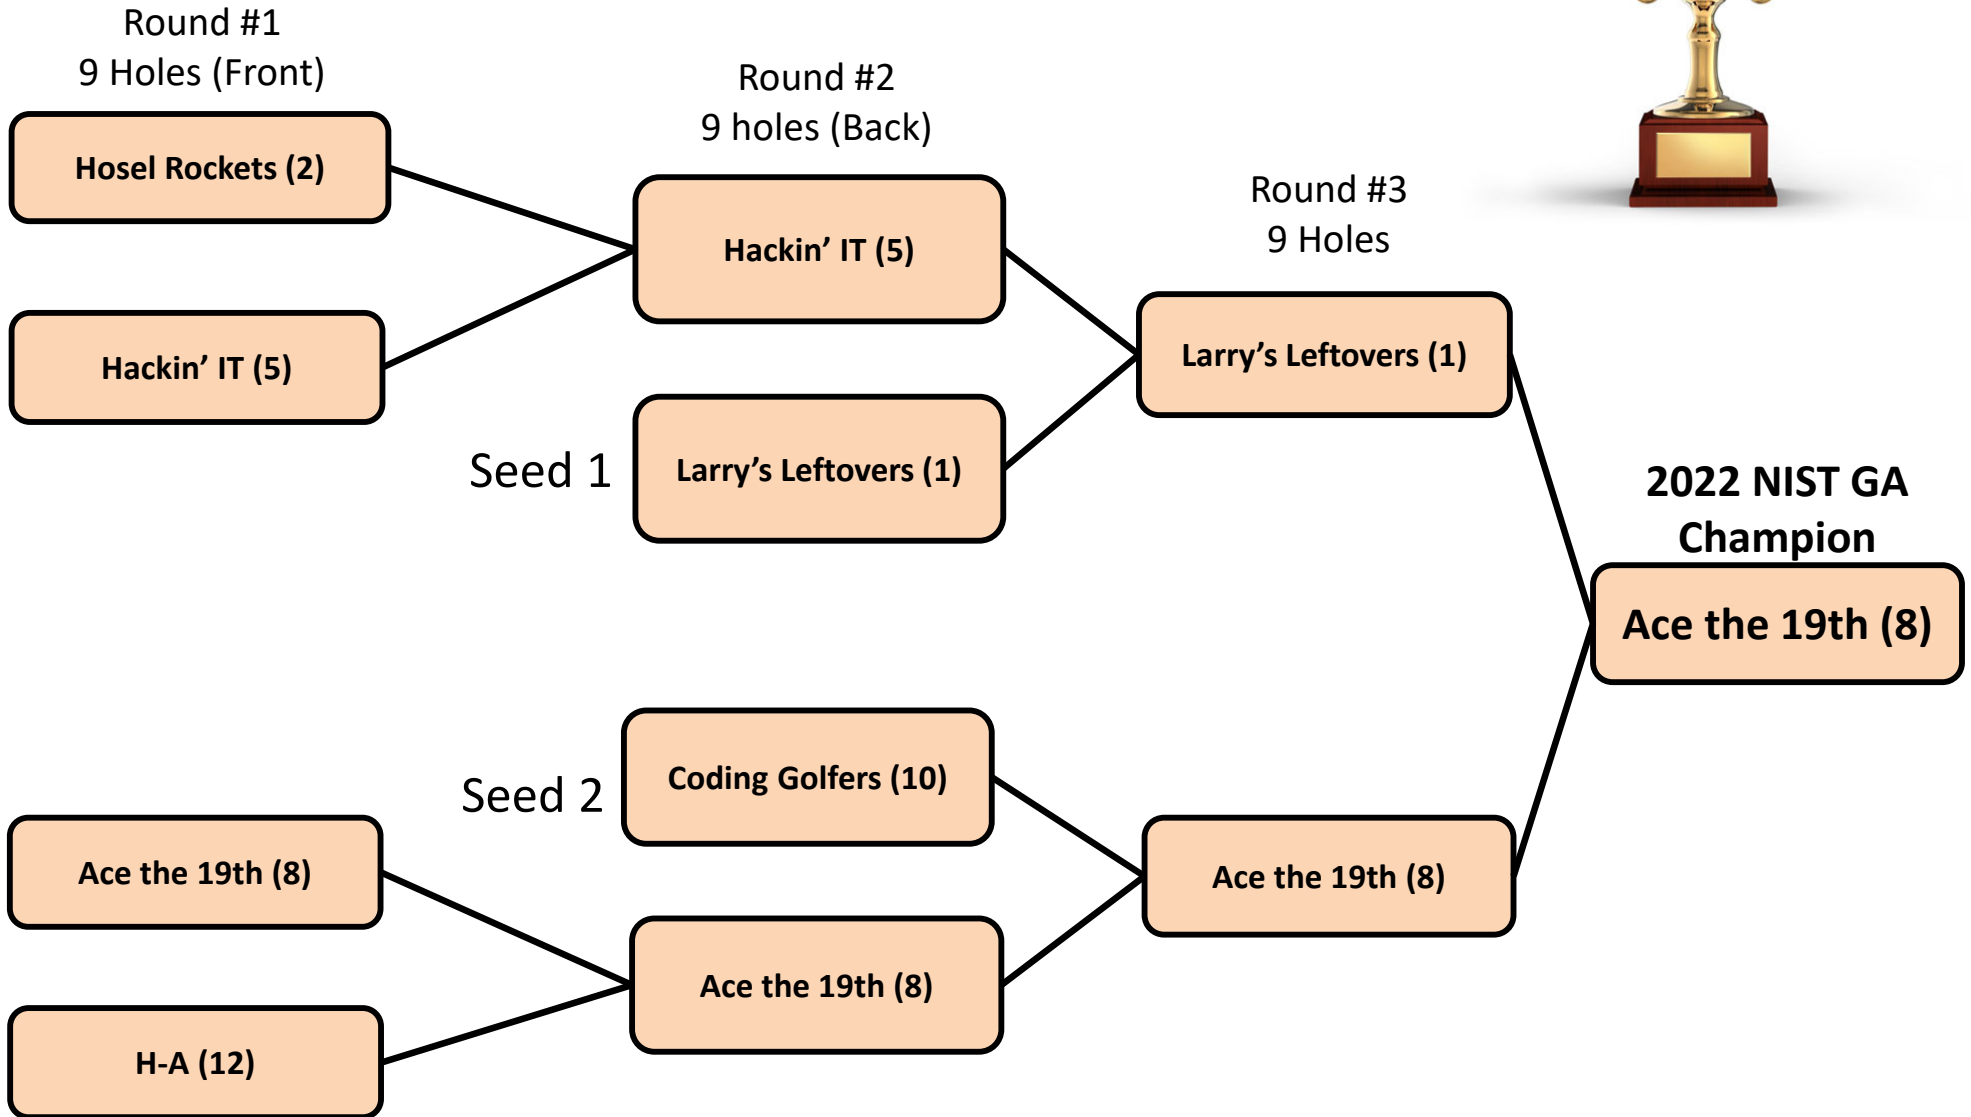 Round #1
9 Holes (Front)
Hosel Rockets (2)
Hackin’ IT (5)
Round #2
9 holes (Back)
Hackin’ IT (5)
Seed 1
Larry’s Leftovers (1)
Round #3
9 Holes
Larry’s Leftovers (1)
2022 NIST GA
Champion
Ace the 19th (8)
Seed 2
Coding Golfers (10)
Ace the 19th (8)
Ace the 19th (8)
Ace the 19th (8)
H-A (12)